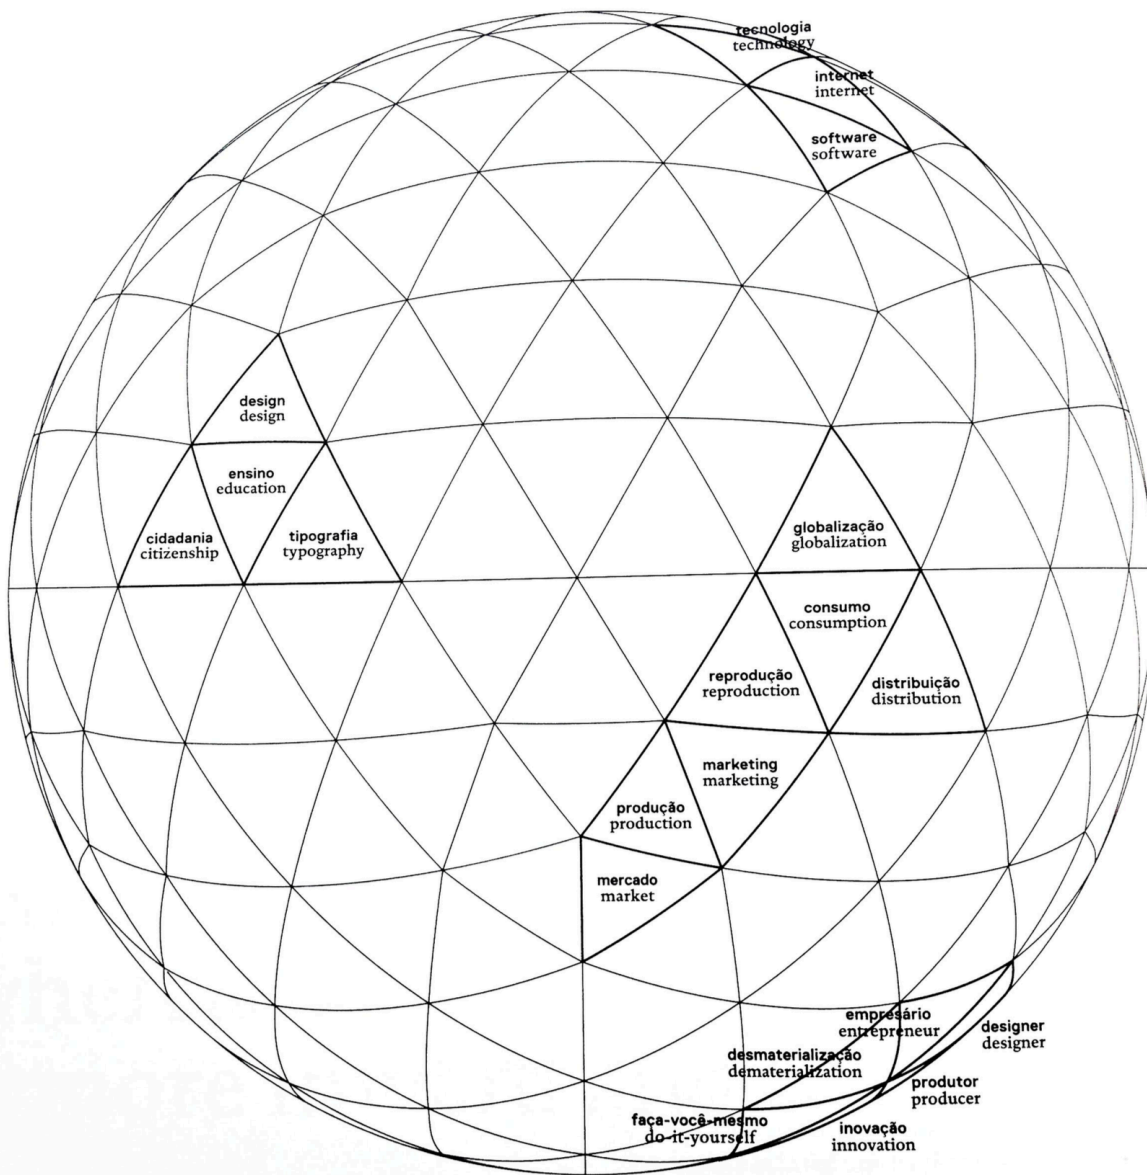 tecnologia
technology
internet
internet
software
software
design
design
ensino
education
cidadania
citizenship
tipografia
typography
globalização
globalization
consumo
consumption
reprodução
reproduction
distribuição
distribution
marketing
marketing
produção
production
mercado
market
empresário
entrepreneur
designer
designer
desmaterialização
dematerialization
produtor
producer
faça-você-mesmo
do-it-yourself
inovação
innovation